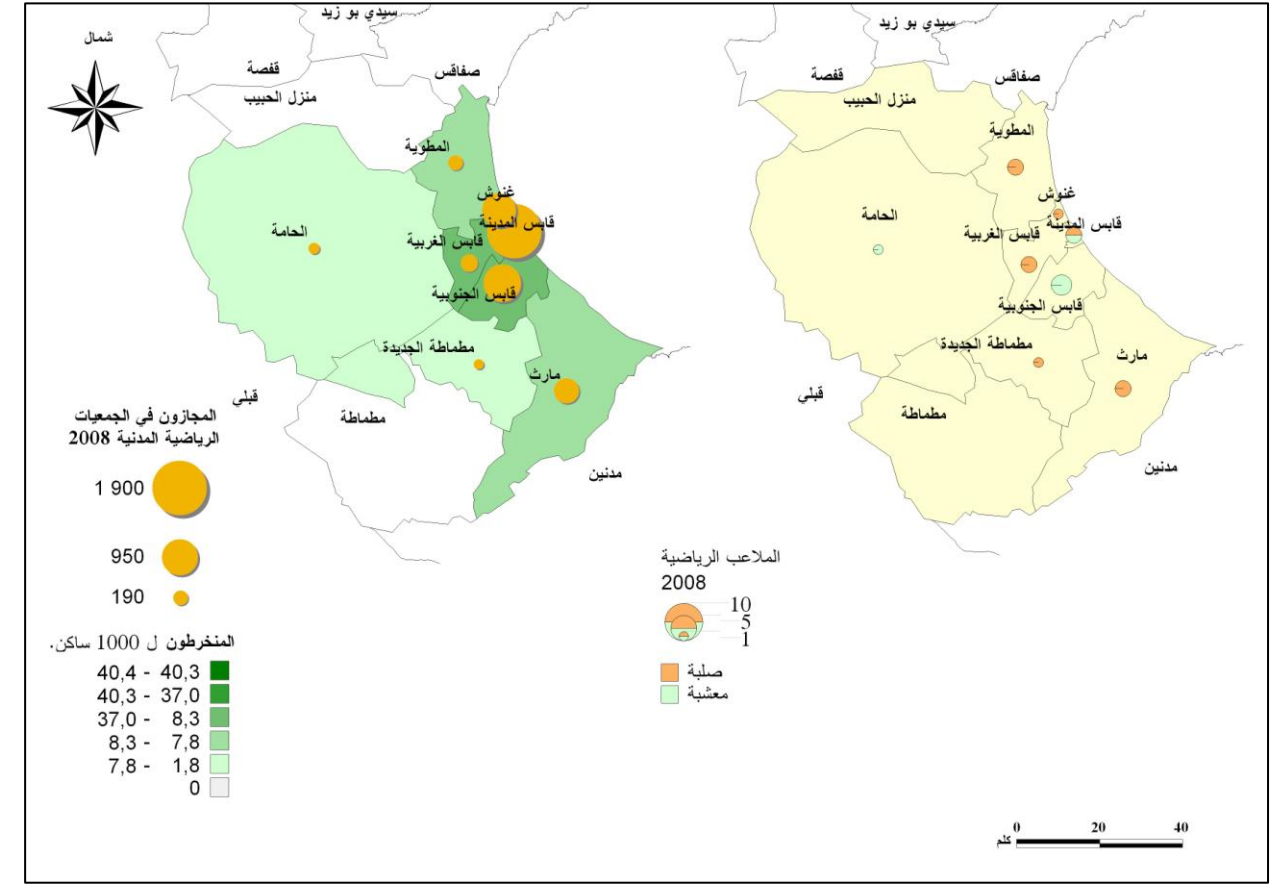 سيدي بو زيد
شمال
صفاقس
قفصة
منزل الحبيب
المطوية
غنوش
قابس المدينة
الحامة
قابس الغربية
قابس الجنوبية
مطماطة الجديدة
مارث
قبلي
مطماطة
مدنين
المجازون في الجمعيات
الرياضية المدنية 2008
1 900
950
190
المنخرطون ل 1000 ساكن.
40,4 - 40,3
40,3 - 37,0
37,0 - 8,3
8,3 - 7,8
7,8 - 1,8
0
سيدي بو زيد
صفاقس
قفصة
منزل الحبيب
المطوية
غنوش
قابس المدينة
الحامة
قابس الغربية
قابس الجنوبية
مطماطة الجديدة
مارث
قبلي
مطماطة
مدنين
الملاعب الرياضية
2008
10
5
1
صلبة
معشبة
0 20 40
كلم